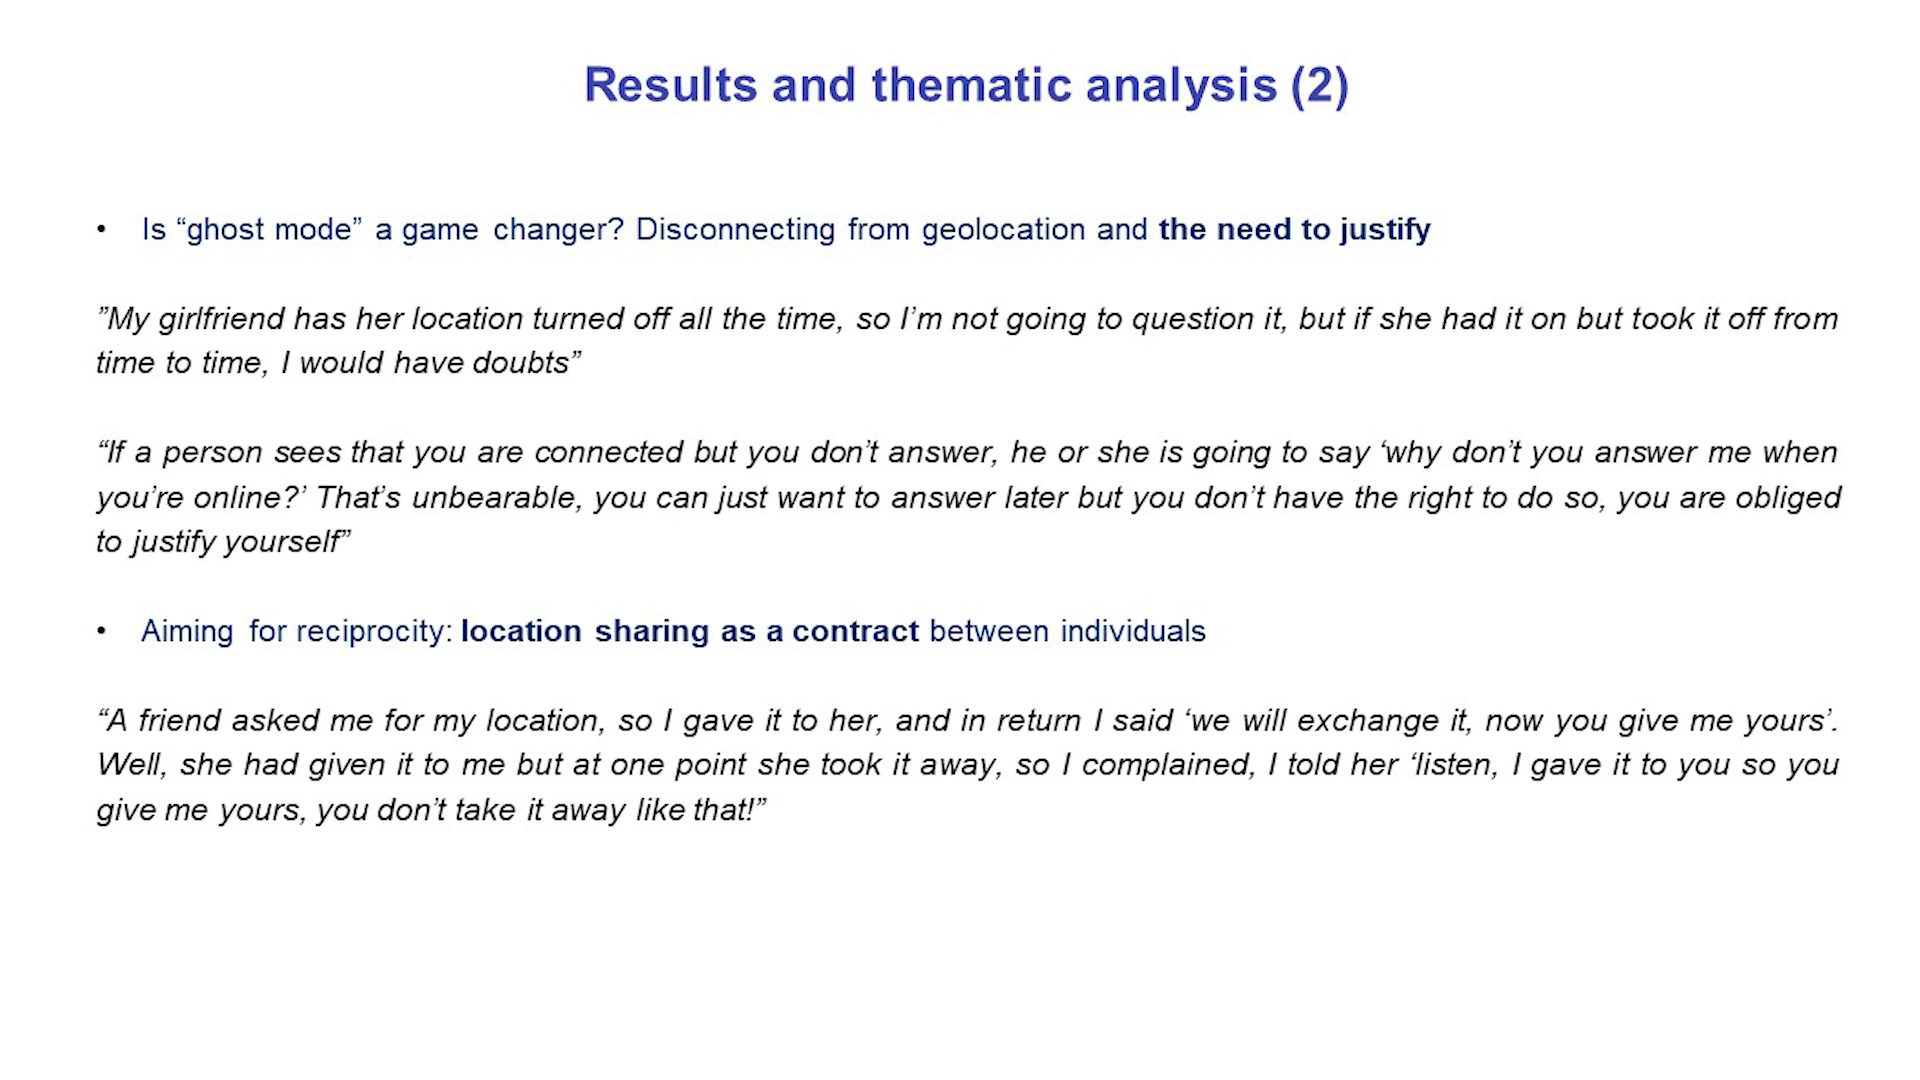 Results and thematic analysis (2)
• Is “ghost mode” a game changer? Disconnecting from geolocation and the need to justify
”My girlfriend has her location turned off all the time, so I’m not going to question it, but if she had it on but took it off from
time to time, I would have doubts”
“If a person sees that you are connected but you don’t answer, he or she is going to say ‘why don’t you answer me when
you’re online?’ That’s unbearable, you can just want to answer later but you don’t have the right to do so, you are obliged
to justify yourself”
• Aiming for reciprocity: location sharing as a contract between individuals
“A friend asked me for my location, so I gave it to her, and in return I said ‘we will exchange it, now you give me yours’.
Well, she had given it to me but at one point she took it away, so I complained, I told her ‘listen, I gave it to you so you
give me yours, you don’t take it away like that!”